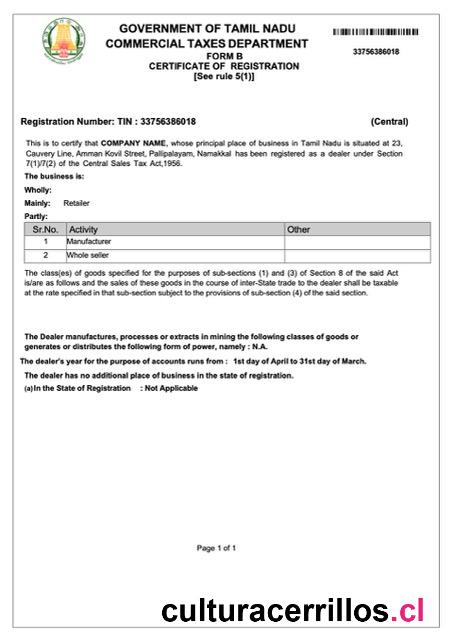 GOVERNMENT OF TAMIL NADU
COMMERCIAL TAXES DEPARTMENT
FORM B
CERTIFICATE OF REGISTRATION
[See rule 5(1)]
33756386018
Registration Number: TIN : 33756386018 (Central)
This is to certify that COMPANY NAME, whose principal place of business in Tamil Nadu is situated at 23,
Cauvery Line, Amman Kovil Street, Pallipalayam, Namakkal has been registered as a dealer under Section
7(1)/7(2) of the Central Sales Tax Act,1956.
The business is:
Wholly:
Mainly: Retailer
Partly:
Sr.No. Activity Other
1 Manufacturer
2 Whole seller
The class(es) of goods specified for the purposes of sub-sections (1) and (3) of Section 8 of the said Act
is/are as follows and the sales of these goods in the course of inter-State trade to the dealer shall be taxable
at the rate specified in that sub-section subject to the provisions of sub-section (4) of the said section.
The Dealer manufactures, processes or extracts in mining the following classes of goods or
generates or distributes the following form of power, namely : N.A.
The dealer's year for the purpose of accounts runs from : 1st day of April to 31st day of March.
The dealer has no additional place of business in the state of registration.
(a)In the State of Registration : Not Applicable
Page 1 of 1
culturacerrillos.cl